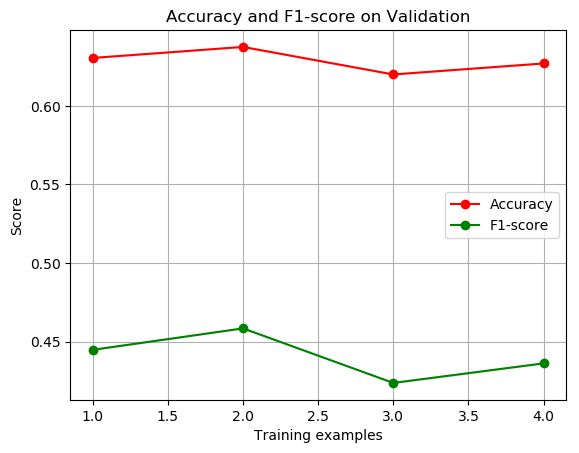 Accuracy and F1-score on Validation
Score
0.60
0.55
0.50
0.45
Accuracy
F1-score
1.0 1.5 2.0 2.5 3.0 3.5 4.0
Training examples